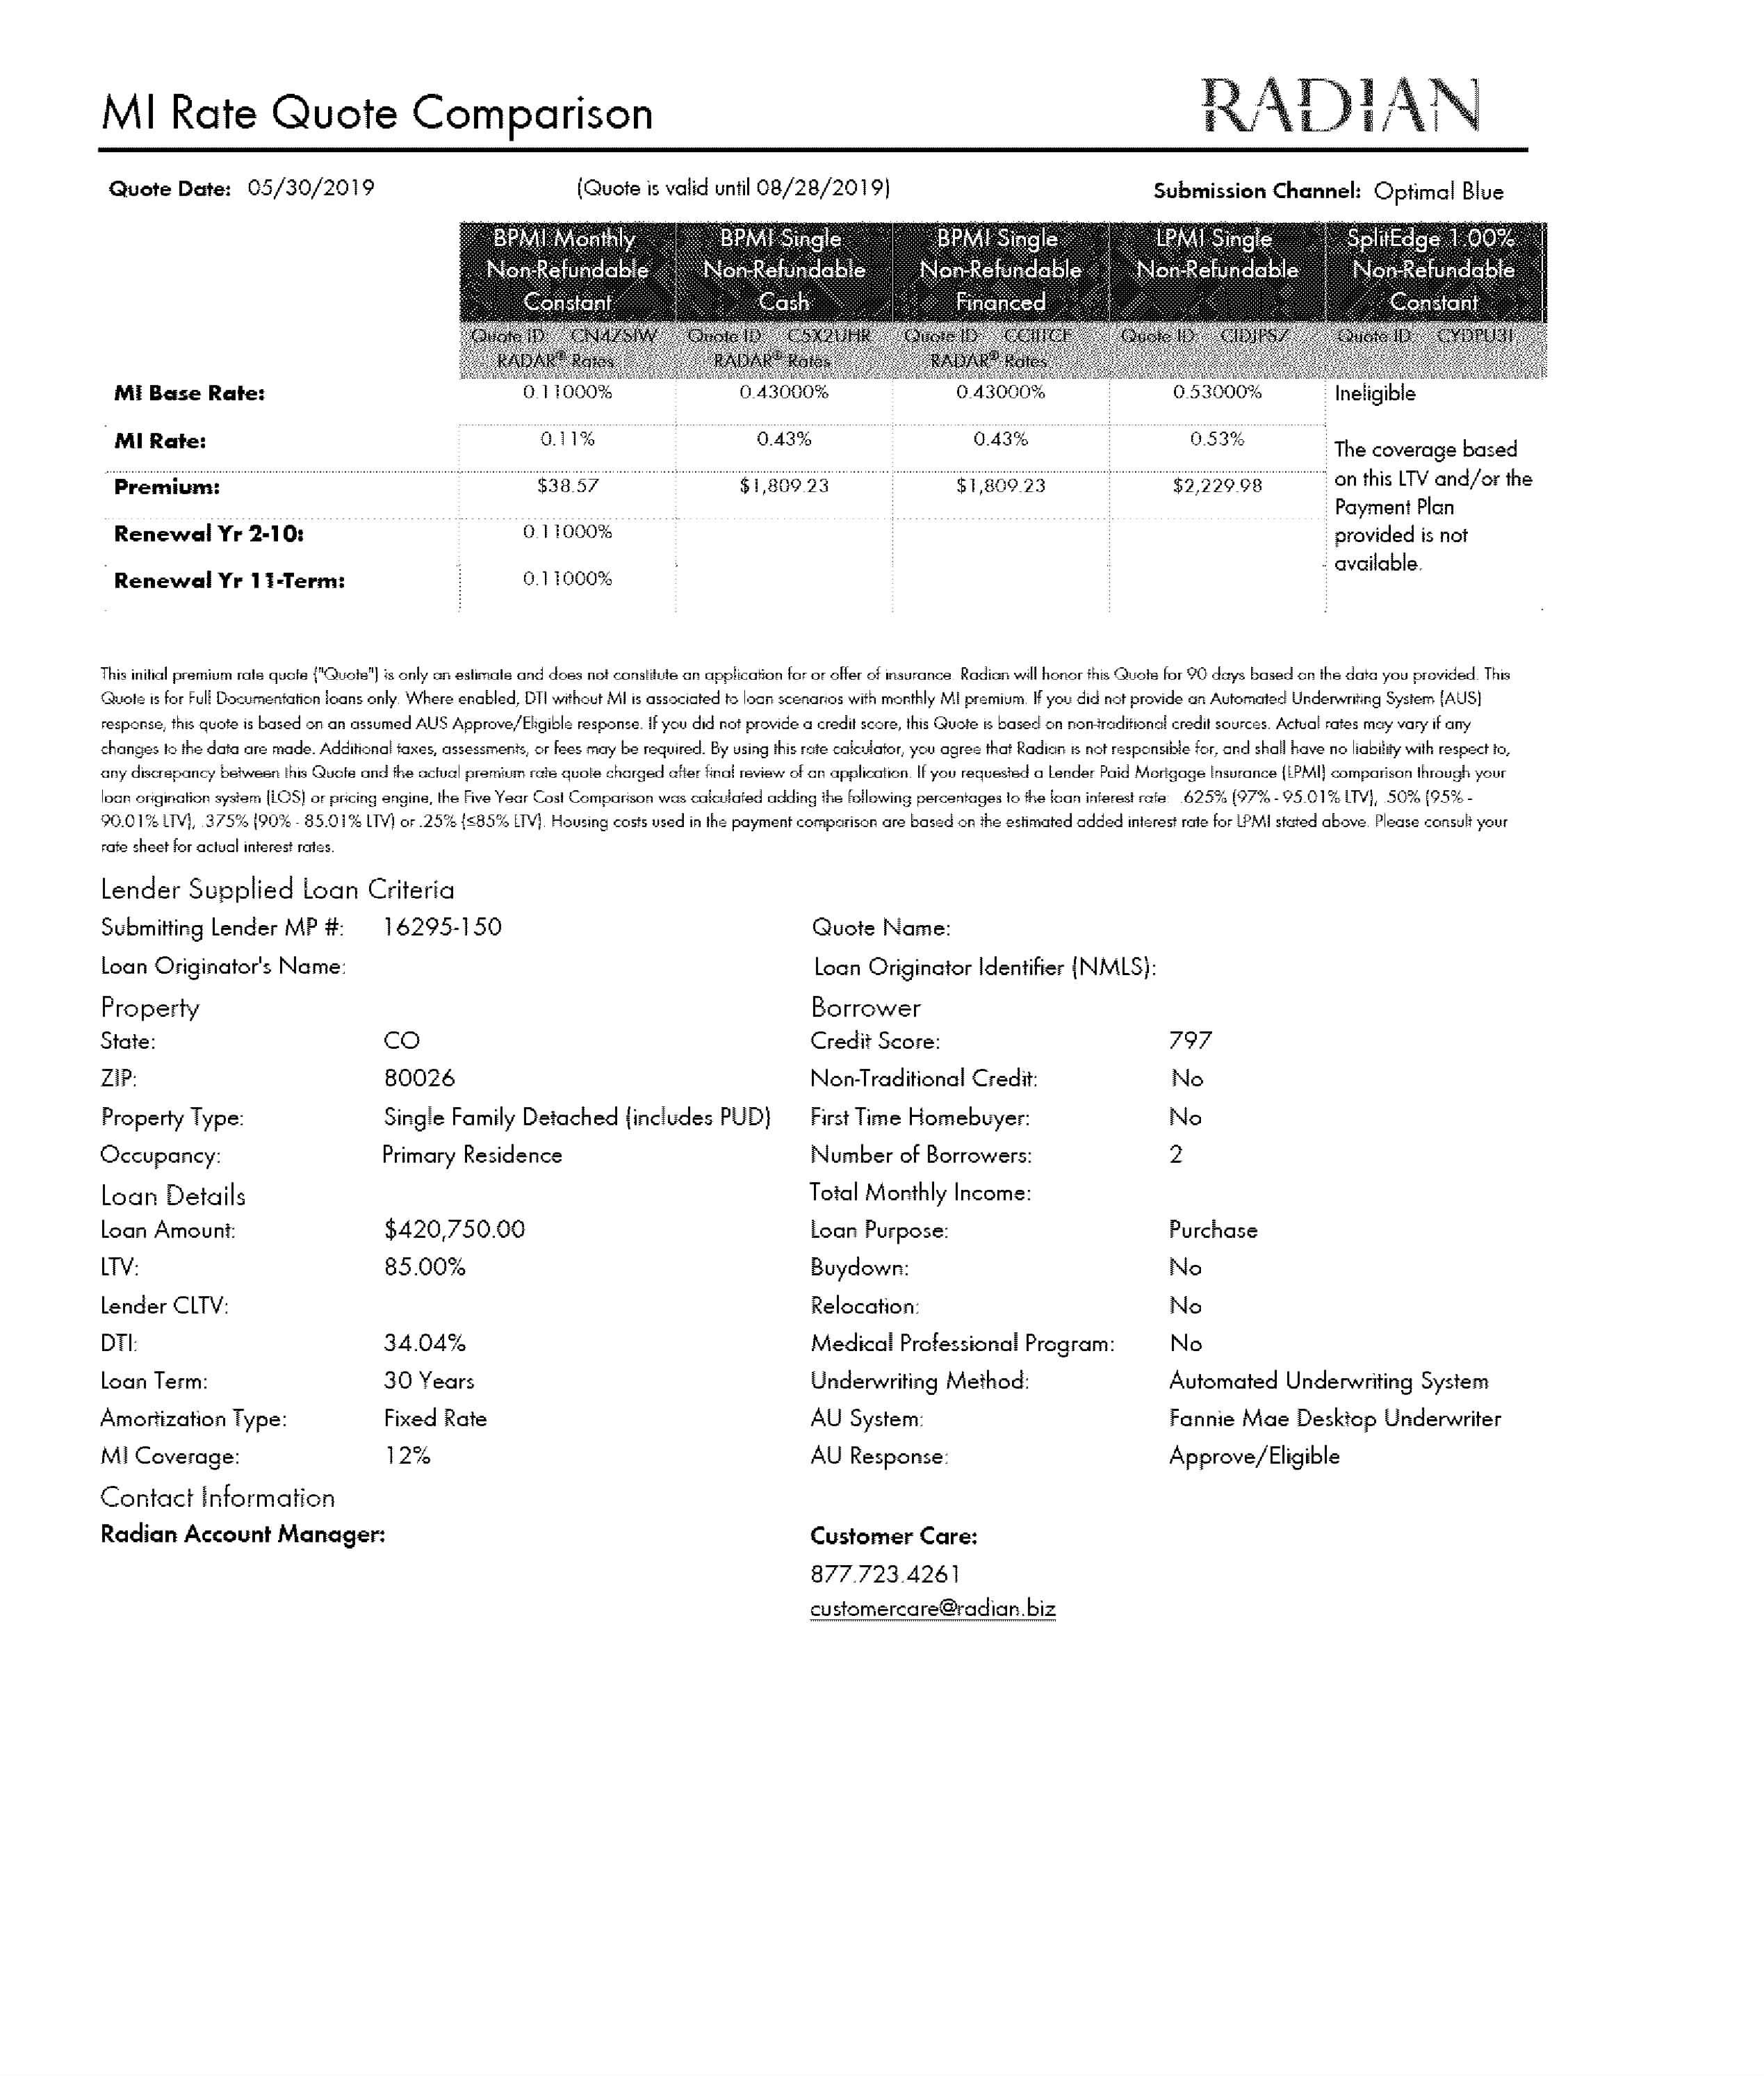 MI Rate Quote Comparison
RADIAN
Quote Date: 05/30/2019 (Quote is valid until 08/28/2019) Submission Channel: Optimal Blue
BPMI Monthly BPMI Single BPMI Single LPMI Single SplitEdge 1.00%
Non-Refundable Non-Refundable Non-Refundable Non-Refundable Non-Refundable
Constant Cash Financed Constant
Quote ID Quote ID C5X2UHR Quote ID Quote ID Quote ID CYDPU3I
RADAR® Rates RADAR® Rates RADAR® Rates
MI Base Rate: 0.11000% 0.43000% 0.43000% 0.53000% Ineligible
MI Rate: 0.11% 0.43% 0.43% 0.53%
The coverage based
on this LTV and/or the
Payment Plan
provided is not
available.
Premium: $38.57 $1,809.23 $1,809.23 $2,229.98
Renewal Yr 2-10: 0.11000%
Renewal Yr 11-Term: 0.11000%
This initial premium rate quote ("Quote") is only an estimate and does not constitute an application for or offer of insurance. Radian will honor this Quote for 90 days based on the data you provided. This
Quote is for Full Documentation loans only. Where enabled, DTI without MI is associated to loan scenarios with monthly MI premium. If you did not provide an Automated Underwriting System (AUS)
response, this quote is based on an assumed AUS Approve/Eligible response. If you did not provide a credit score, this Quote is based on non-traditional credit sources. Actual rates may vary if any
changes to the data are made. Additional taxes, assessments, or fees may be required. By using this rate calculator, you agree that Radian is not responsible for, and shall have no liability with respect to,
any discrepancy between this Quote and the actual premium rate quote charged after final review of an application. If you requested a Lender Paid Mortgage Insurance (LPMI) comparison through your
loan origination system (LOS) or pricing engine, the Five Year Cost Comparison was calculated adding the following percentages to the loan interest rate: .625% (97% - 95.01% LTV), .50% (95% -
90.01% LTV), .375% (90% - 85.01% LTV) or .25% (≤85% LTV). Housing costs used in the payment comparison are based on the estimated added interest rate for LPMI stated above. Please consult your
rate sheet for actual interest rates.
Lender Supplied Loan Criteria
Submitting Lender MP #: 16295-150 Quote Name:
Loan Originator's Name: Loan Originator Identifier (NMLS):
Property Borrower
State: CO Credit Score: 797
ZIP: 80026 Non-Traditional Credit: No
Property Type: Single Family Detached (includes PUD) First Time Homebuyer: No
Occupancy: Primary Residence Number of Borrowers: 2
Loan Details Total Monthly Income:
Loan Amount: $420,750.00 Loan Purpose: Purchase
LTV: 85.00% Buydown: No
Lender CLTV: Relocation: No
DTI: 34.04% Medical Professional Program: No
Loan Term: 30 Years Underwriting Method: Automated Underwriting System
Amortization Type: Fixed Rate AU System: Fannie Mae Desktop Underwriter
MI Coverage: 12% AU Response: Approve/Eligible
Contact Information
Radian Account Manager: Customer Care:
877.723.4261
customercare@radian.biz